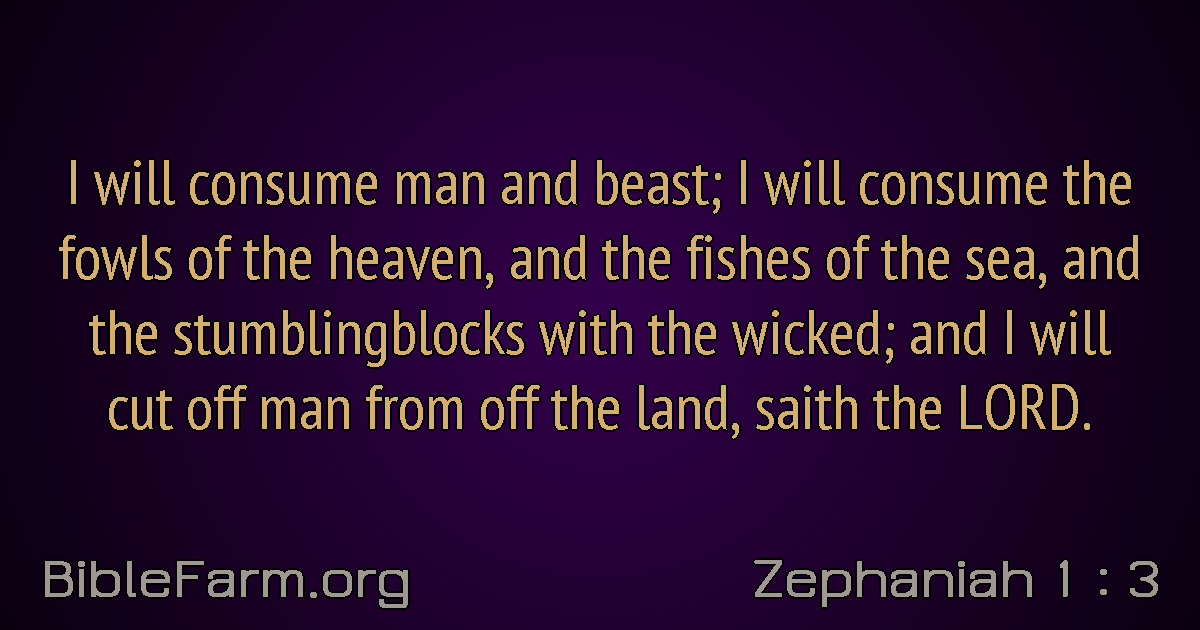 I will consume man and beast; I will consume the
fowls of the heaven, and the fishes of the sea, and
the stumblingblocks with the wicked; and I will
cut off man from off the land, saith the LORD.
BibleFarm.org
Zephaniah 1 : 3